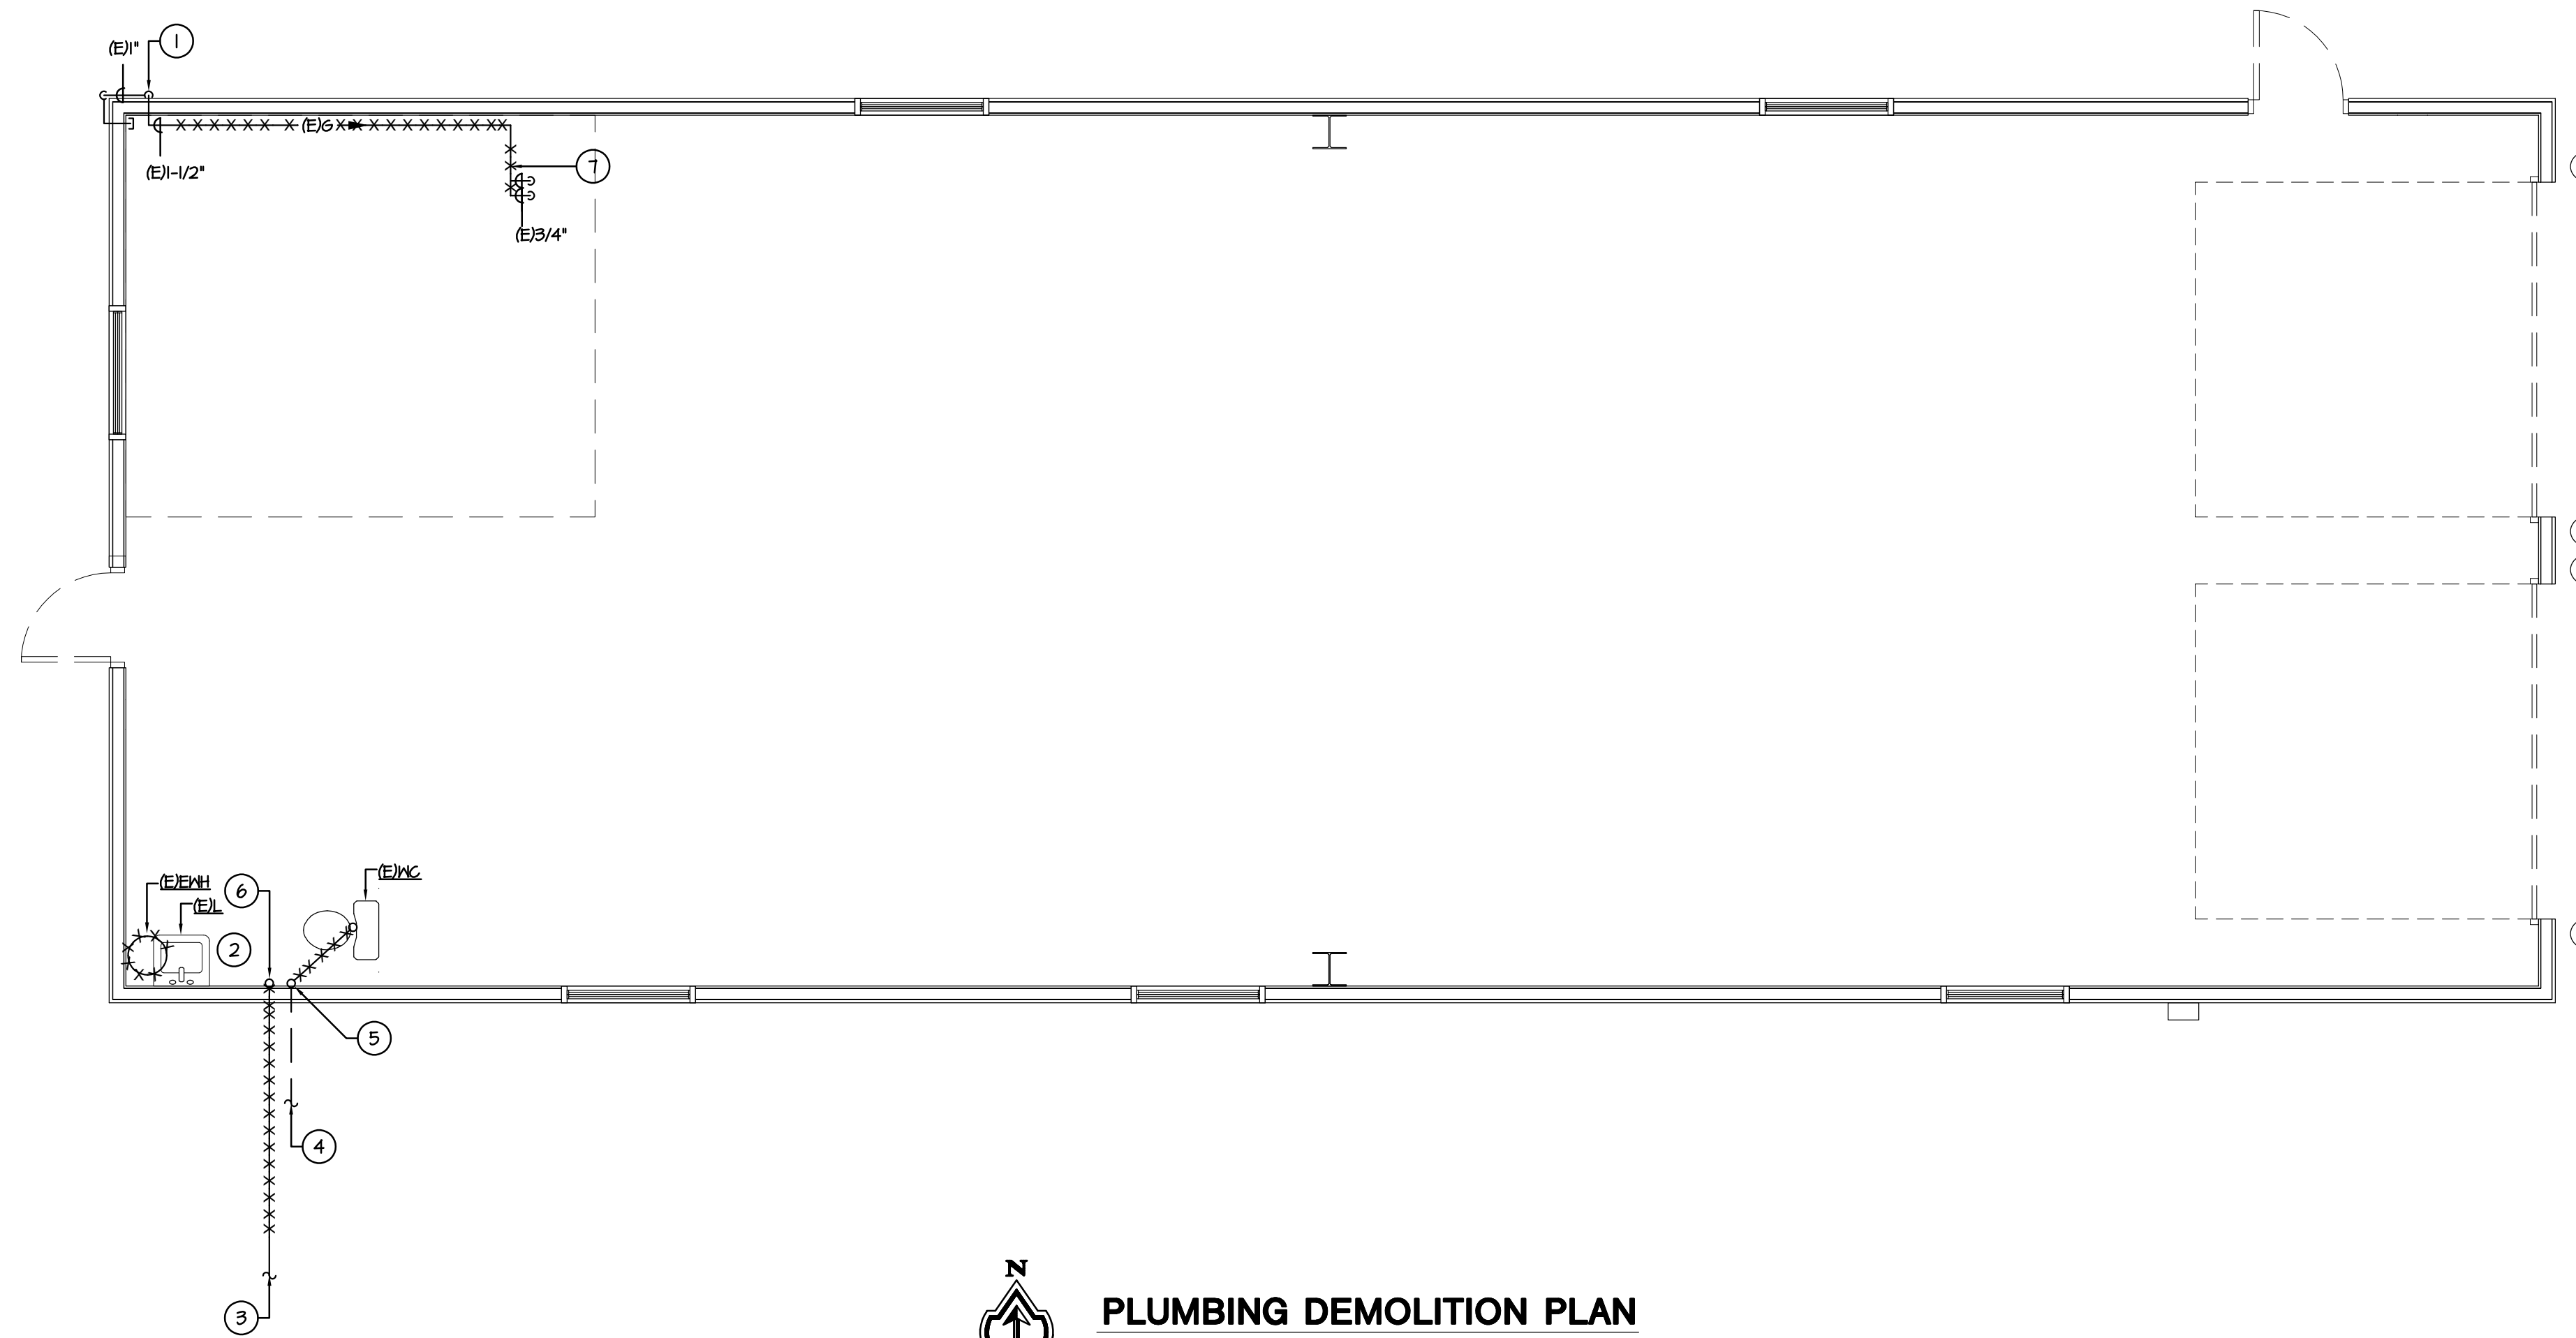 (E)1"
1
(E)G
(E)1-1/2"
7
(E)3/4"
(E)WC
(E)EWH
6
(E)L
2
5
4
3
N
PLUMBING DEMOLITION PLAN